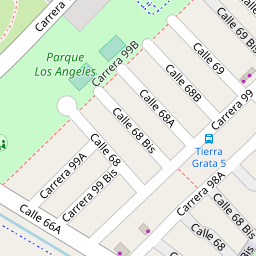 Carrera
Calle 69 Bis
Parque
Los Angeles
Carrera 99B
Calle 69
Calle 68B
Calle 68A
Carrera 99
Calle 68 Bis
Tierra
Grata 5
Calle 68
Carrera 99A
Carrera 99 Bis
Carrera 98A
Calle 66A
Calle 68 Bis
Calle 68